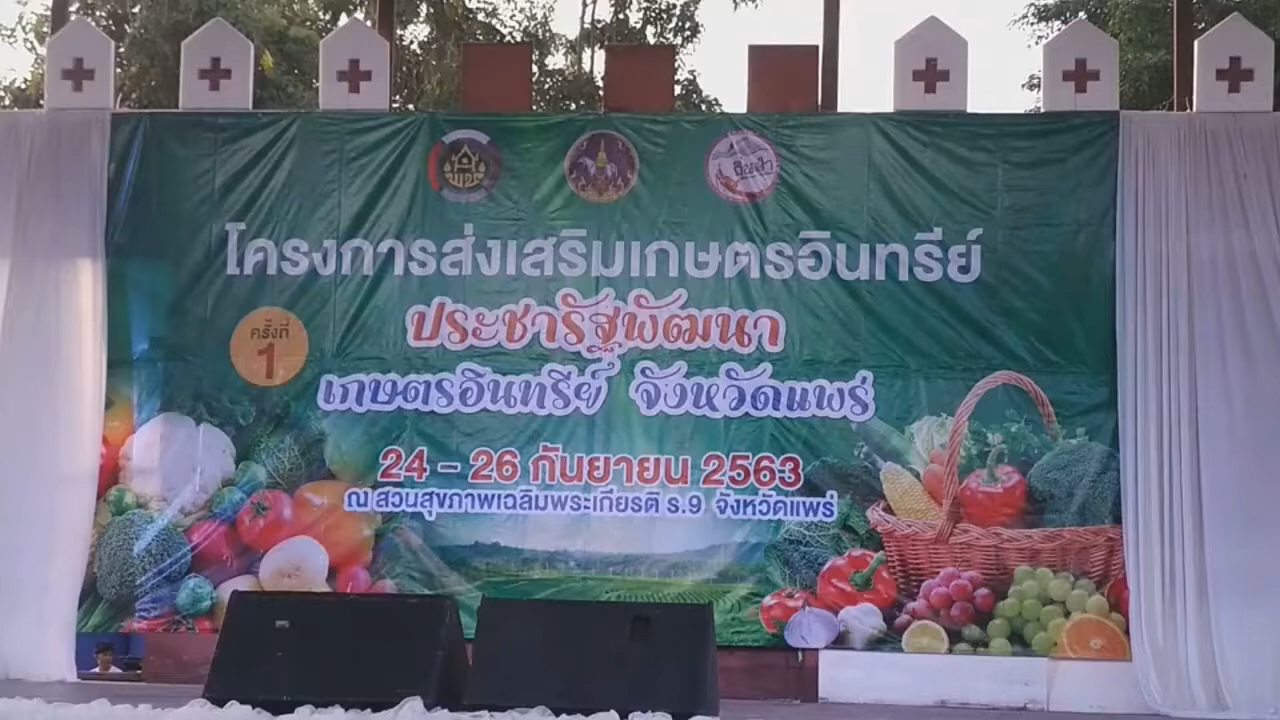 โครงการส่งเสริมเกษตรอินทรีย์
ครั้งที่
1
ประชารัฐพัฒนา
เกษตรอินทรีย์ จังหวัดแพร่
24 - 26 กันยายน 2563
ณ สวนสุขภาพเฉลิมพระเกียรติ ร.9 จังหวัดแพร่